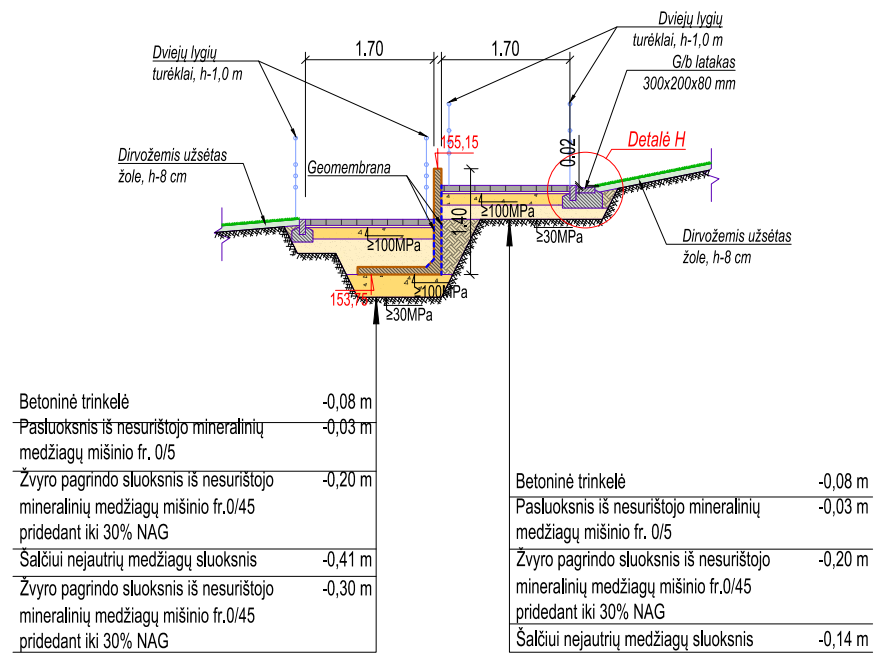 Dviejų lygių
turėklai, h-1,0 m
1.70
1.70
Dviejų lygių
turėklai, h-1,0 m
G/b latakas
300x200x80 mm
155,15
0.02
Detalė H
Dirvožemis užsėtas
žole, h-8 cm
Geomembrana
≥100MPa
1.40
≥100MPa
≥30MPa
Dirvožemis užsėtas
žole, h-8 cm
153,75
≥100MPa
≥30MPa
Betoninė trinkelė -0,08 m
Pasluoksnis iš nesurištojo mineralinių -0,03 m
medžiagų mišinio fr. 0/5
Žvyro pagrindo sluoksnis iš nesurištojo -0,20 m
mineralinių medžiagų mišinio fr.0/45
pridedant iki 30% NAG
Šalčiui nejautrių medžiagų sluoksnis -0,41 m
Žvyro pagrindo sluoksnis iš nesurištojo -0,30 m
mineralinių medžiagų mišinio fr.0/45
pridedant iki 30% NAG
Betoninė trinkelė -0,08 m
Pasluoksnis iš nesurištojo mineralinių -0,03 m
medžiagų mišinio fr. 0/5
Žvyro pagrindo sluoksnis iš nesurištojo -0,20 m
mineralinių medžiagų mišinio fr.0/45
pridedant iki 30% NAG
Šalčiui nejautrių medžiagų sluoksnis -0,14 m